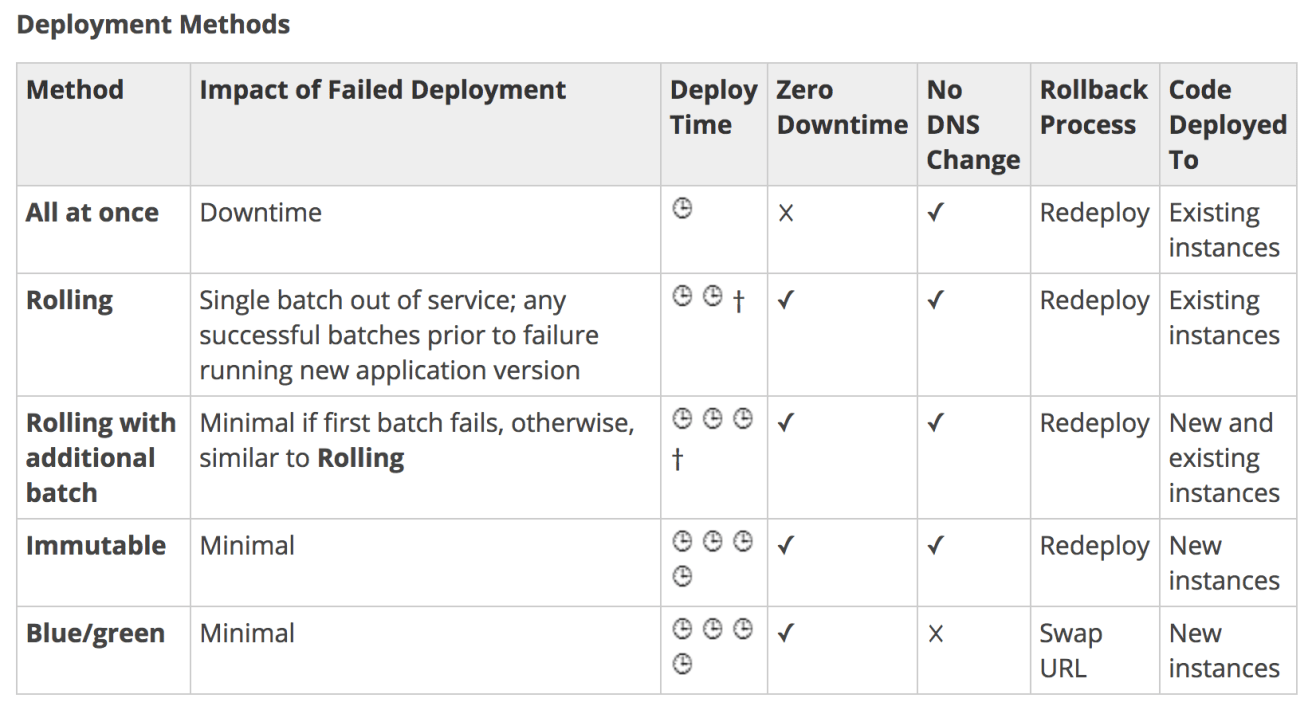 Deployment Methods
Method
Impact of Failed Deployment
Deploy
Time
Zero
Downtime
No
DNS
Change
Rollback
Process
Code
Deployed
To
All at once
Downtime
🕒
☓
✓
Redeploy
Existing
instances
Rolling
Single batch out of service; any
successful batches prior to failure
running new application version
🕒 🕒 †
✓
✓
Redeploy
Existing
instances
Rolling with
additional
batch
Minimal if first batch fails, otherwise,
similar to Rolling
🕒 🕒 🕒
†
✓
✓
Redeploy
New and
existing
instances
Immutable
Minimal
🕒 🕒 🕒
🕒
✓
✓
Redeploy
New
instances
Blue/green
Minimal
🕒 🕒 🕒
🕒
✓
☓
Swap
URL
New
instances